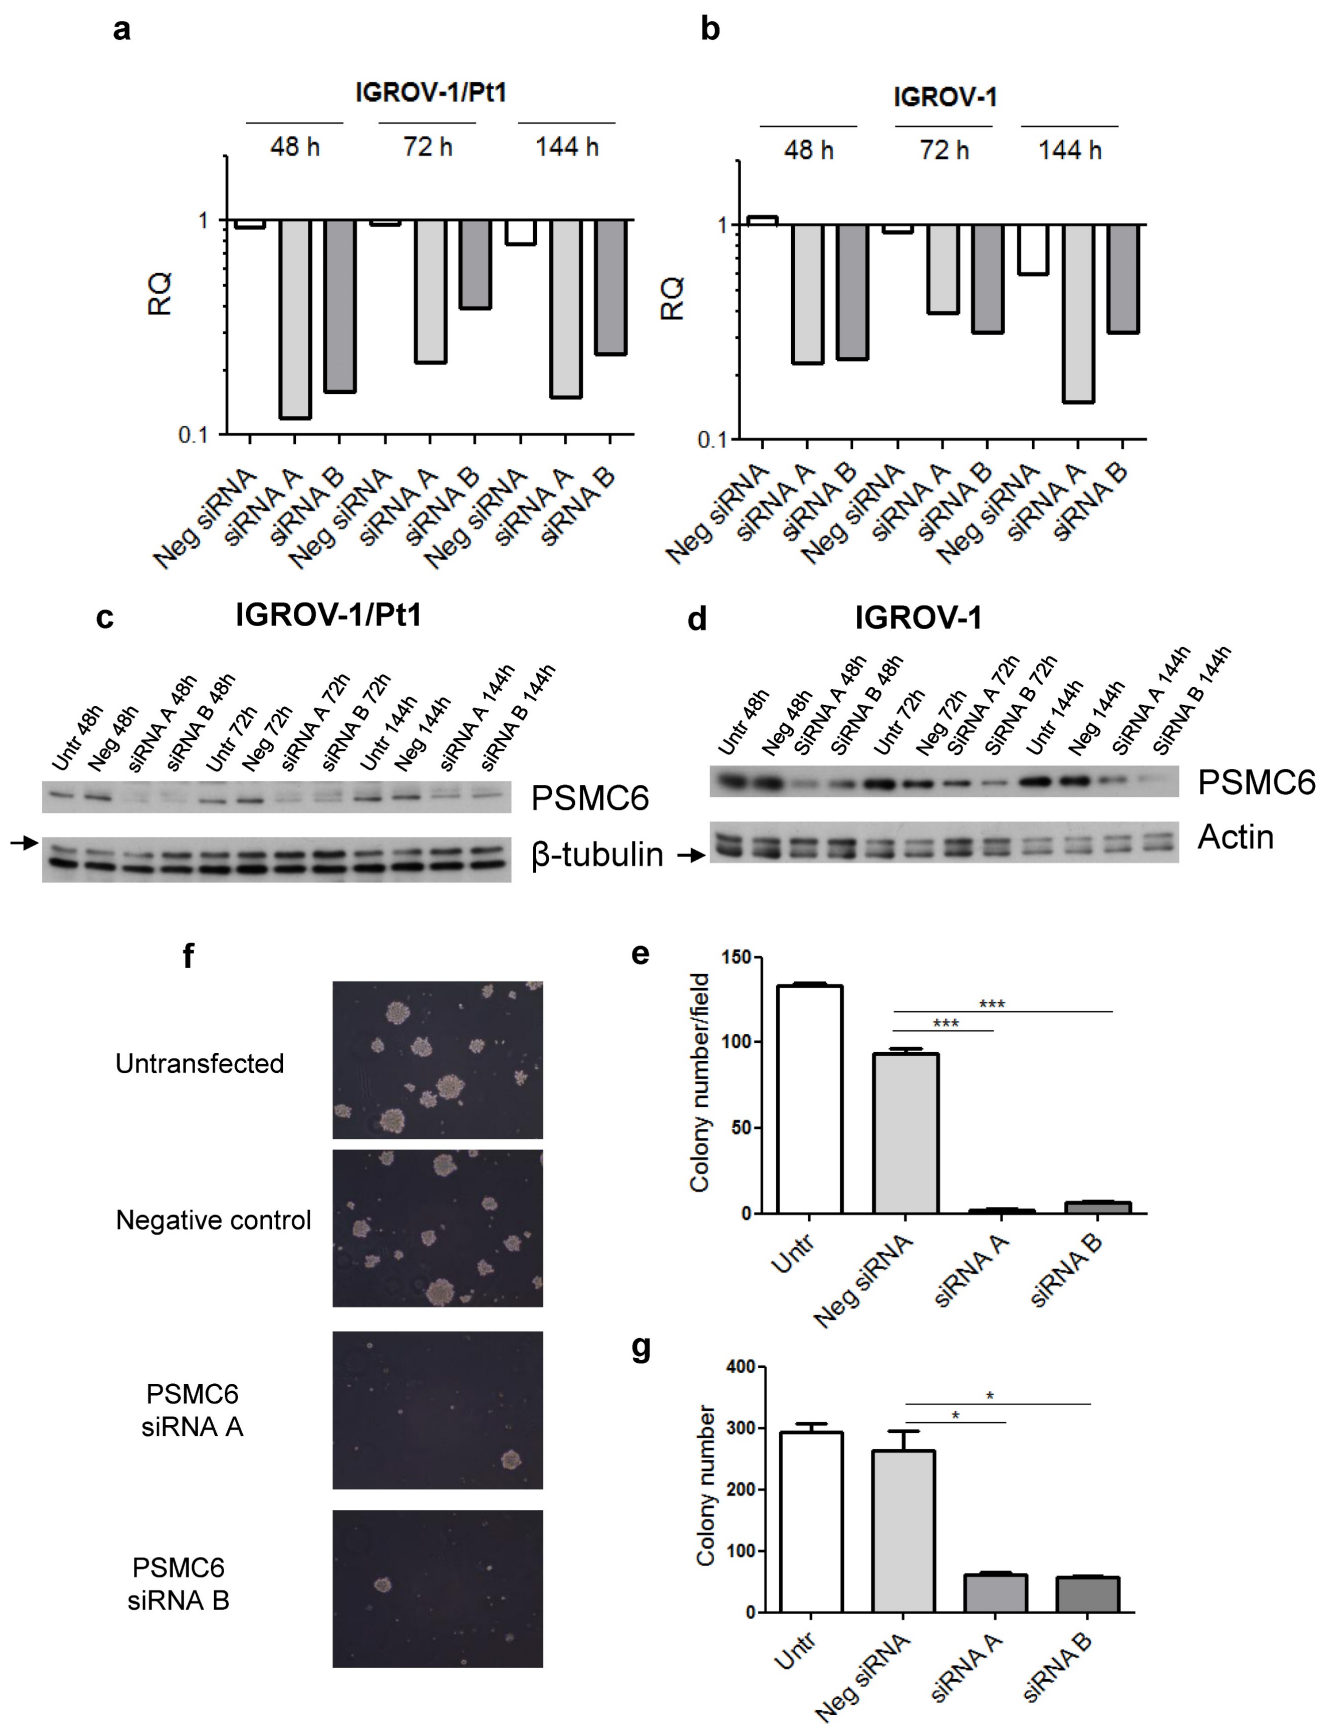 a
IGROV-1/Pt1
48 h 72 h 144 h
1
RQ
0.1
Neg siRNA siRNA A siRNA B Neg siRNA siRNA A siRNA B Neg siRNA siRNA A siRNA B
b
IGROV-1
48 h 72 h 144 h
1
RQ
0.1
Neg siRNA siRNA A siRNA B Neg siRNA siRNA A siRNA B Neg siRNA siRNA A siRNA B
c
IGROV-1/Pt1
Untr 48h Neg 48h siRNA A 48h siRNA B 48h Untr 72h Neg 72h siRNA A 72h siRNA B 72h Untr 144h Neg 144h siRNA A 144h siRNA B 144h
PSMC6
β-tubulin
d
IGROV-1
Untr 48h Neg 48h SiRNA A 48h SiRNA B 48h Untr 72h Neg 72h SiRNA A 72h SiRNA B 72h Untr 144h Neg 144h SiRNA A 144h SiRNA B 144h
PSMC6
Actin
f
Untransfected
Negative control
PSMC6
siRNA A
PSMC6
siRNA B
e
150
100
50
0
Colony number/field
***
***
Untr Neg siRNA siRNA A siRNA B
g
400
300
200
100
0
Colony number
*
*
Untr Neg siRNA siRNA A siRNA B